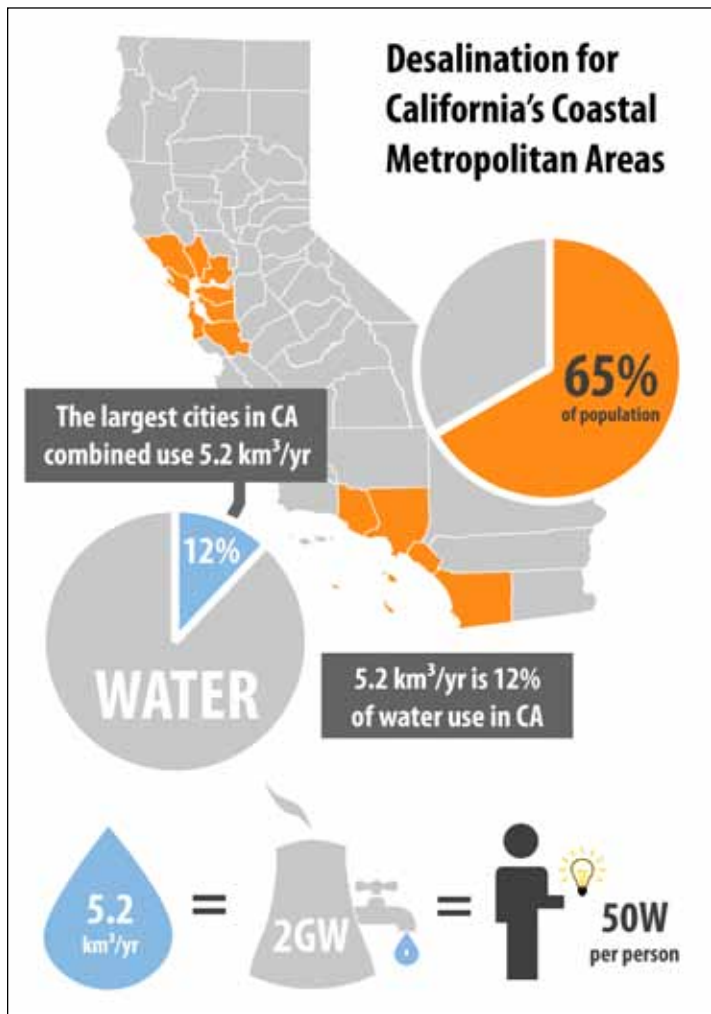 Desalination for
California's Coastal
Metropolitan Areas
65%
of population
The largest cities in CA
combined use 5.2 km³/yr
12%
WATER
5.2 km³/yr is 12%
of water use in CA
5.2
km³/yr
=
2GW
=
50W
per person